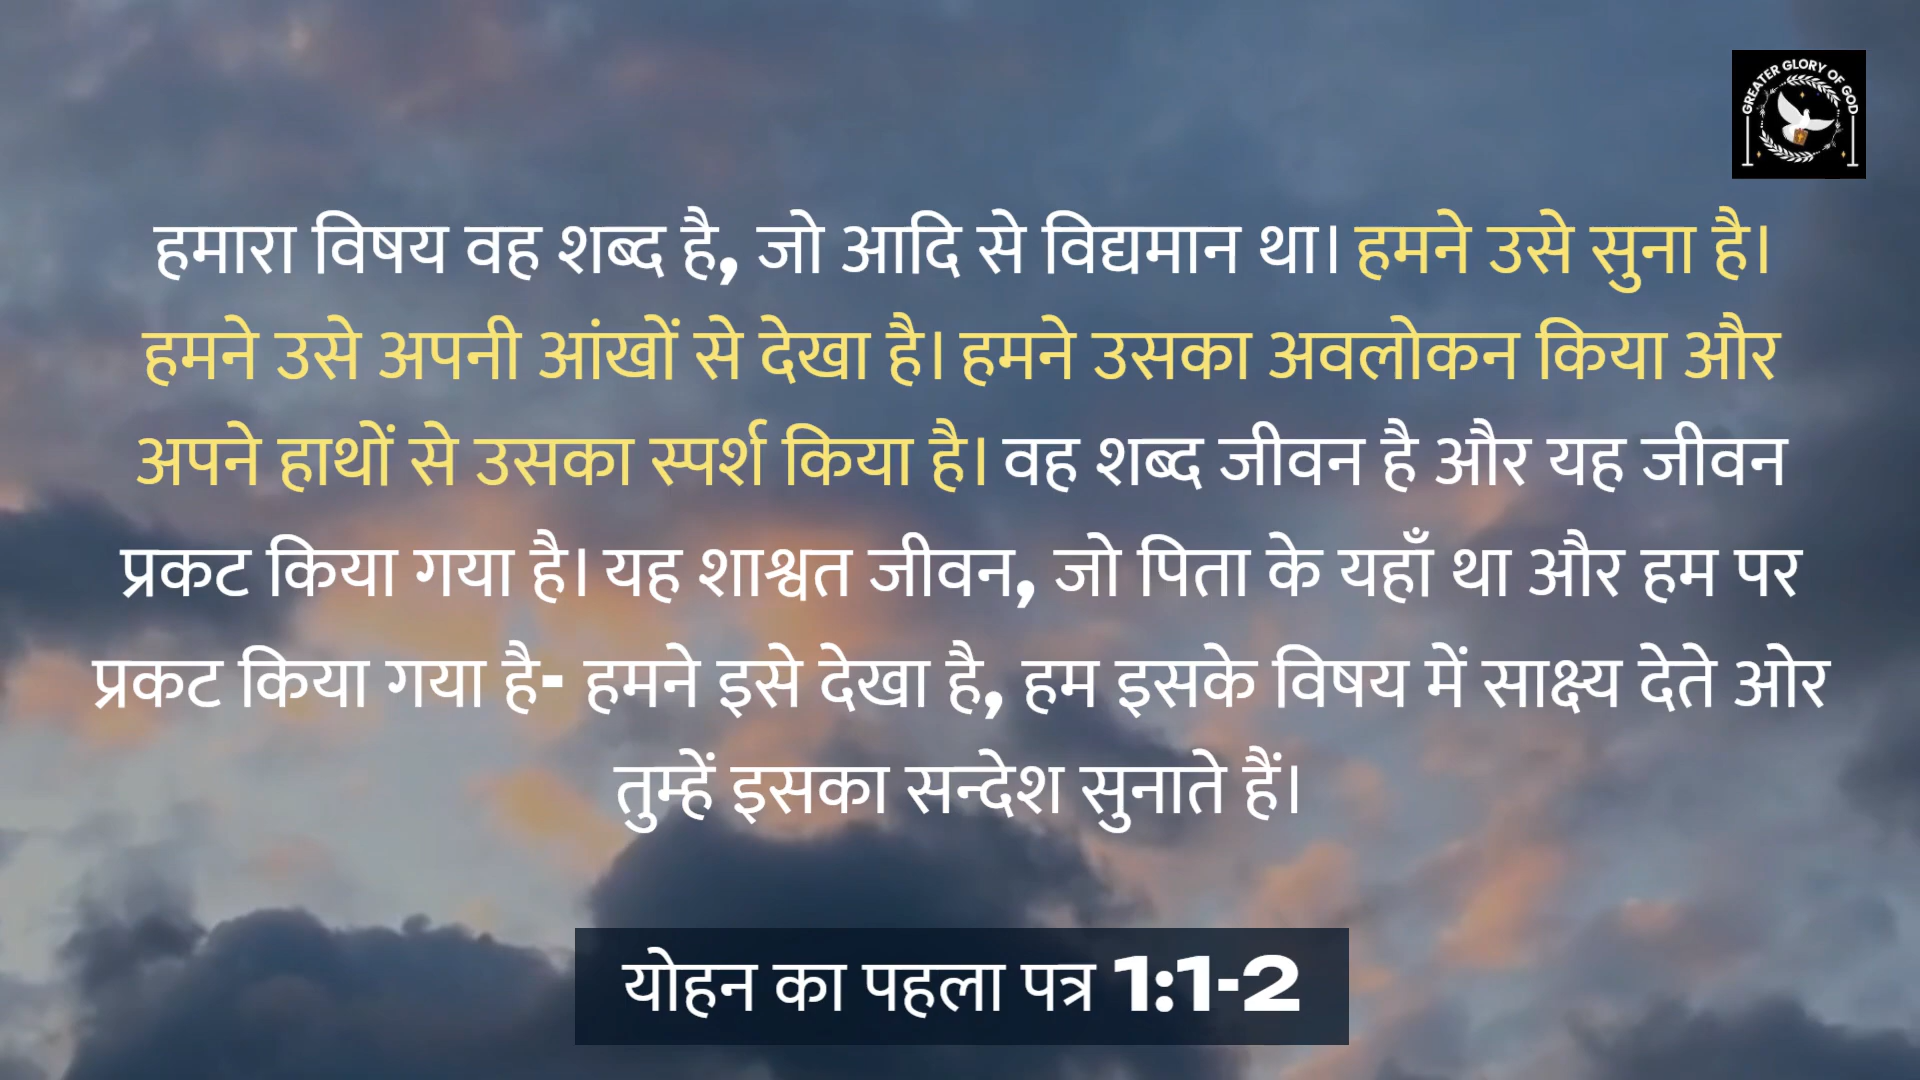 GREATER GLORY OF GOD
हमारा विषय वह शब्द है, जो आदि से विद्यमान था। हमने उसे सुना है।
हमने उसे अपनी आंखों से देखा है। हमने उसका अवलोकन किया और
अपने हाथों से उसका स्पर्श किया है। वह शब्द जीवन है और यह जीवन
प्रकट किया गया है। यह शाश्वत जीवन, जो पिता के यहाँ था और हम पर
प्रकट किया गया है- हमने इसे देखा है, हम इसके विषय में साक्ष्य देते ओर
तुम्हें इसका सन्देश सुनाते हैं।
योहन का पहला पत्र 1:1-2